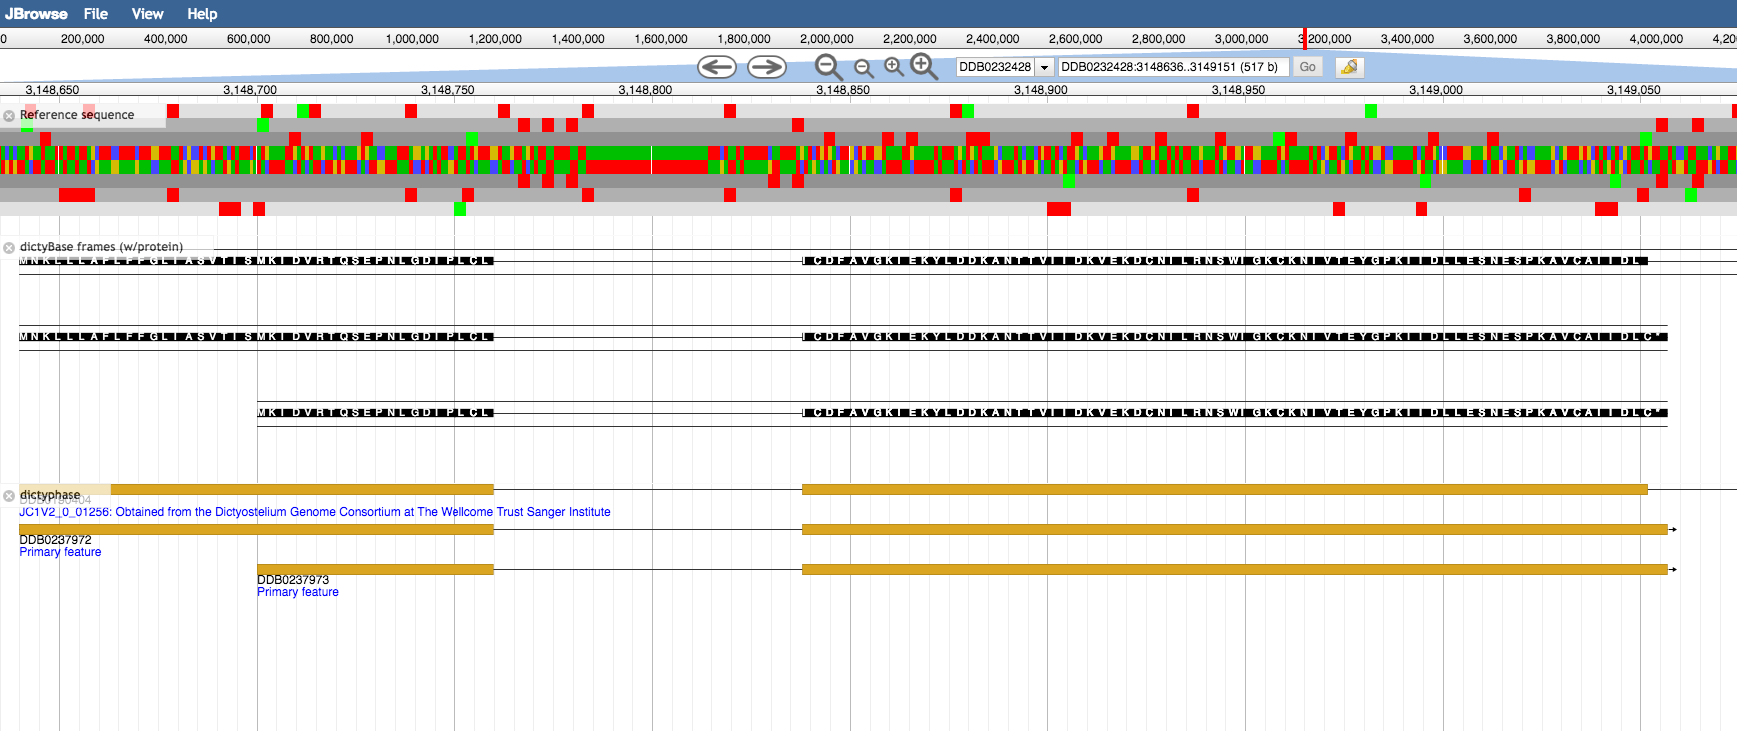 JBrowse File View Help
0 200,000 400,000 600,000 800,000 1,000,000 1,200,000 1,400,000 1,600,000 1,800,000 2,000,000 2,200,000 2,400,000 2,600,000 2,800,000 3,000,000 3,200,000 3,400,000 3,600,000 3,800,000 4,000,000 4,20
DDB0232428 DDB0232428:3148636..3149151 (517 b) Go
3,148,650 3,148,700 3,148,750 3,148,800 3,148,850 3,148,900 3,148,950 3,149,000 3,149,050
Reference sequence
dictyBase frames (w/protein)
MNKLLLAFLFFGLIASVTISMKIDVRTQSEPNLGDIPLCL CDFAVGKIEKYLDDKANTTVIIDKVEKDCNILRNSWIGKCKNIVTEYGPKIIDLLESNESPKAVCAIIDL
MNKLLLAFLFFGLIASVTISMKIDVRTQSEPNLGDIPLCL CDFAVGKIEKYLDDKANTTVIIDKVEKDCNILRNSWIGKCKNIVTEYGPKIIDLLESNESPKAVCAIIDLC*
MKIDVRTQSEPNLGDIPLCL CDFAVGKIEKYLDDKANTTVIIDKVEKDCNILRNSWIGKCKNIVTEYGPKIIDLLESNESPKAVCAIIDLC*
dictyphase
JC1V2_0_01256: Obtained from the Dictyostelium Genome Consortium at The Wellcome Trust Sanger Institute
DDB0237972
Primary feature
DDB0237973
Primary feature